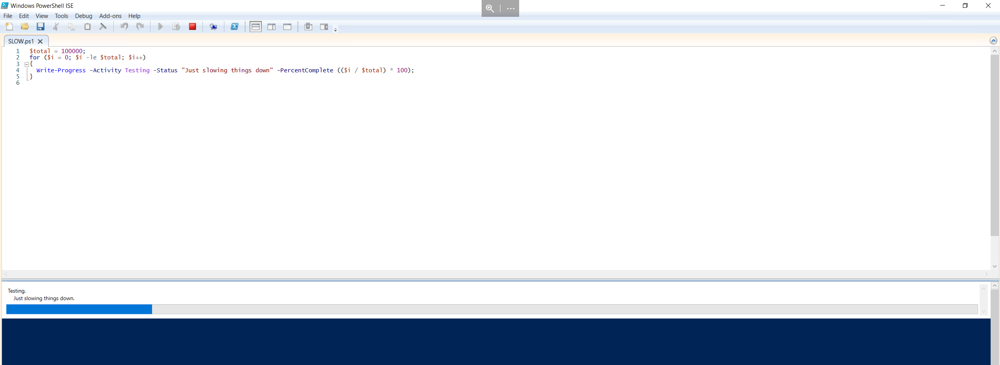 Windows PowerShell ISE
File Edit View Tools Debug Add-ons Help
SLOW.ps1
1 $total = 100000;
2 for ($i = 0; $i -le $total; $i++)
3 {
4 Write-Progress -Activity Testing -Status "Just slowing things down" -PercentComplete (($i / $total) * 100);
5 }
6
Testing.
Just slowing things down.